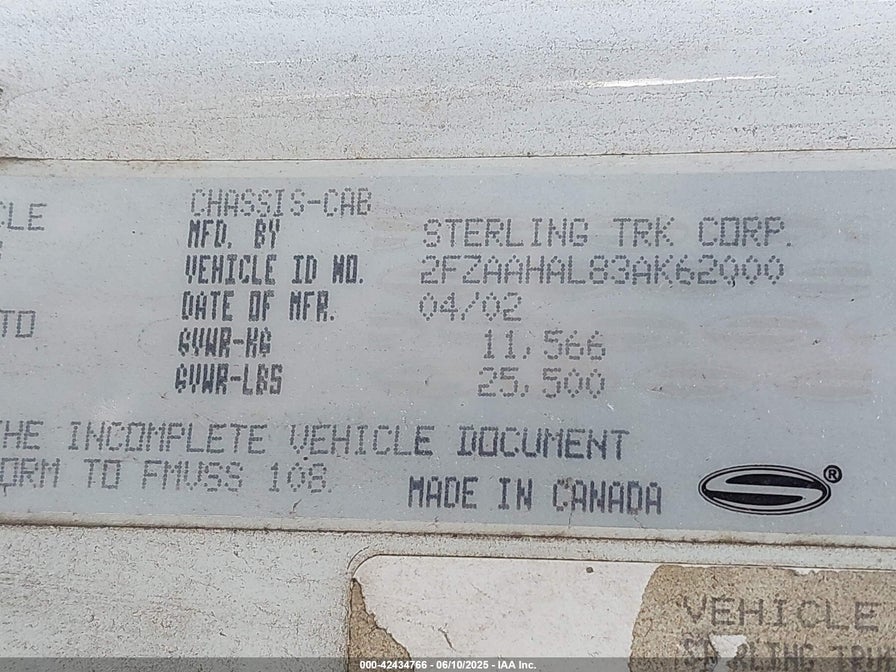 CHASSIS-CAB
CLE MFD. BY STERLING TRK CORP.
VEHICLE ID NO. 2FZAAHAL83AK62000
DATE OF MFR. 04/02
TO
GVWR-KG 11,566
GVWR-LBS 25,500
THE INCOMPLETE VEHICLE DOCUMENT
ORM TO FMVSS 108.
MADE IN CANADA
®
VEHICLE
000-42434766 - 06/10/2025 - IAA Inc.